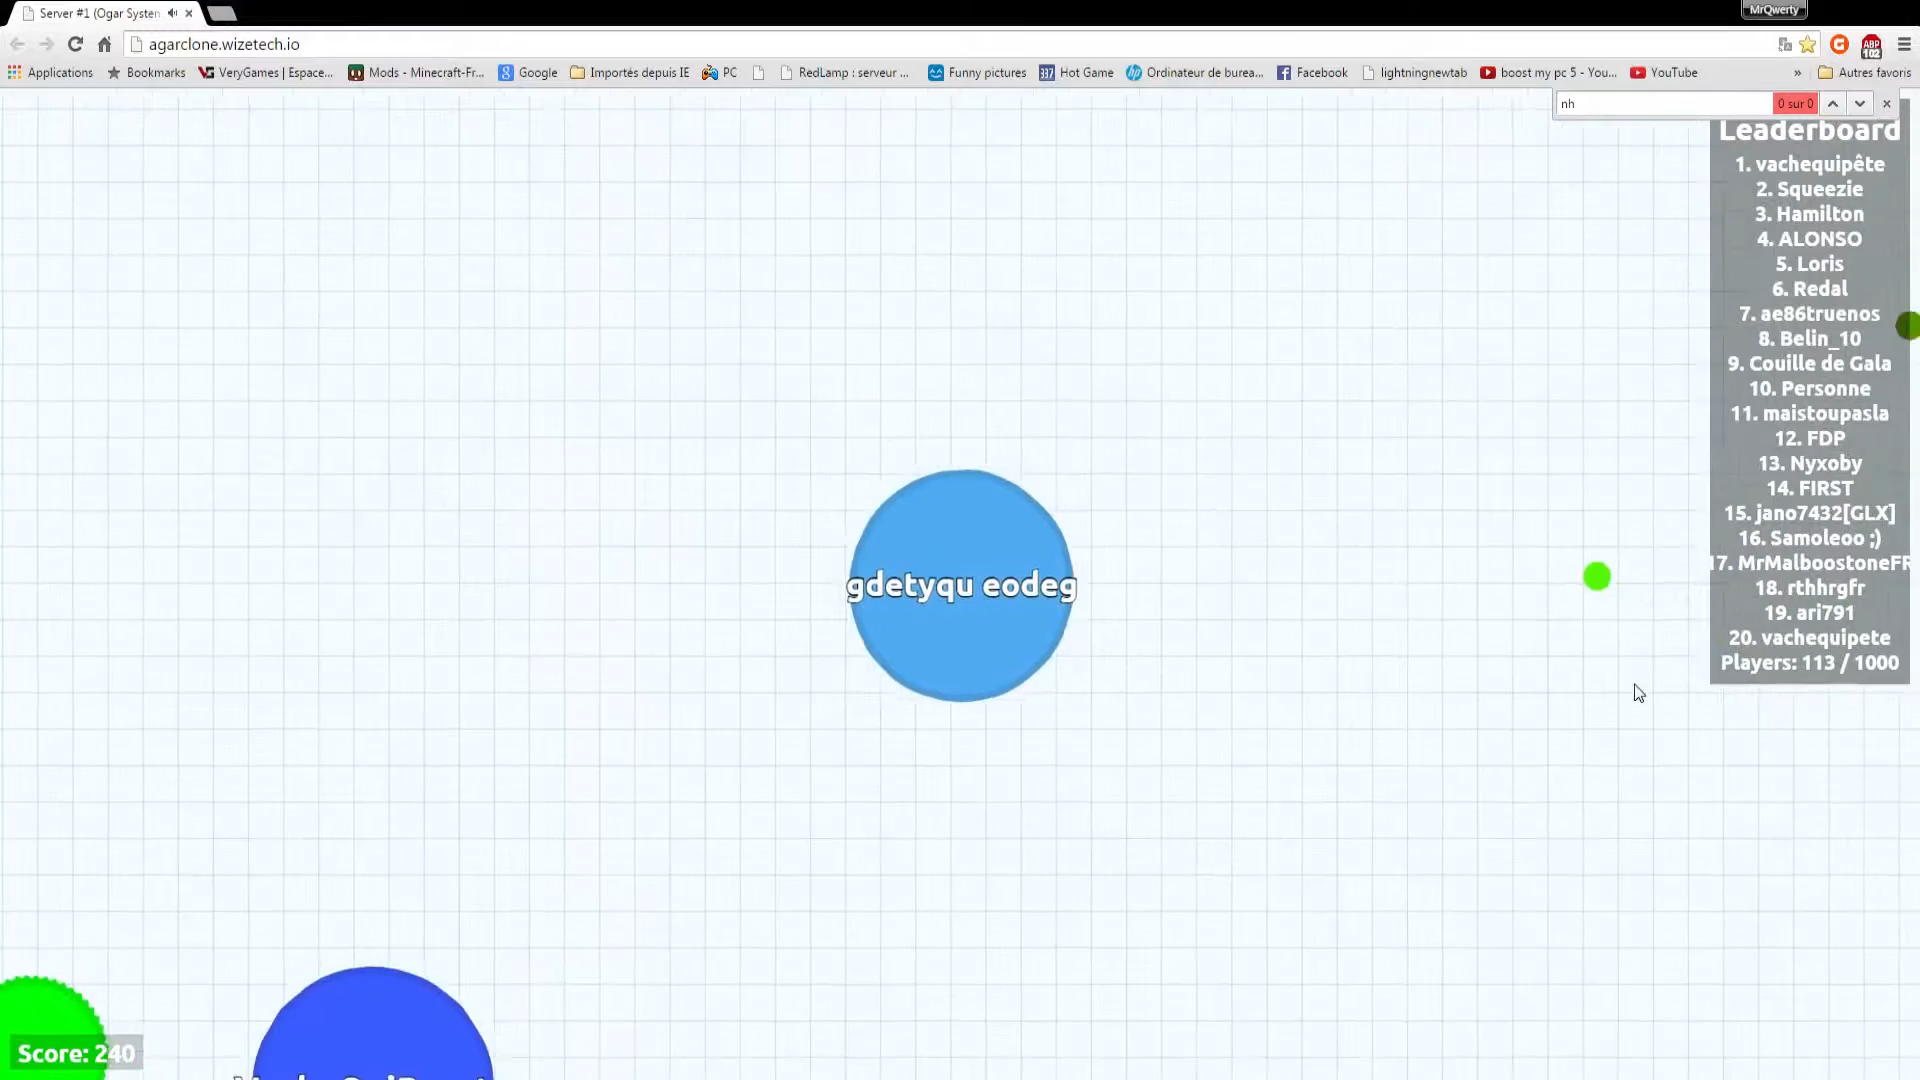 Server #1 (Ogar System
MrQwerty
agarclone.wizetech.io
ABP
102
Applications
Bookmarks
VeryGames | Espace...
Mods - Minecraft-Fr...
Google
Importés depuis IE
PC
RedLamp : serveur ...
Funny pictures
337 Hot Game
Ordinateur de burea...
Facebook
lightningnewtab
boost my pc 5 - You...
YouTube
»
Autres favoris
nh
0 sur 0
Leaderboard
1. vachequipête
2. Squeezie
3. Hamilton
4. ALONSO
5. Loris
6. Redal
7. ae86truenos
8. Belin_10
9. Couille de Gala
10. Personne
11. maistoupasla
12. FDP
13. Nyxoby
14. FIRST
15. jano7432[GLX]
16. Samoleoo ;)
17. MrMalboostoneFR
18. rthhrgfr
19. ari791
20. vachequipete
Players: 113 / 1000
gdetyqu eodeg
Score: 240